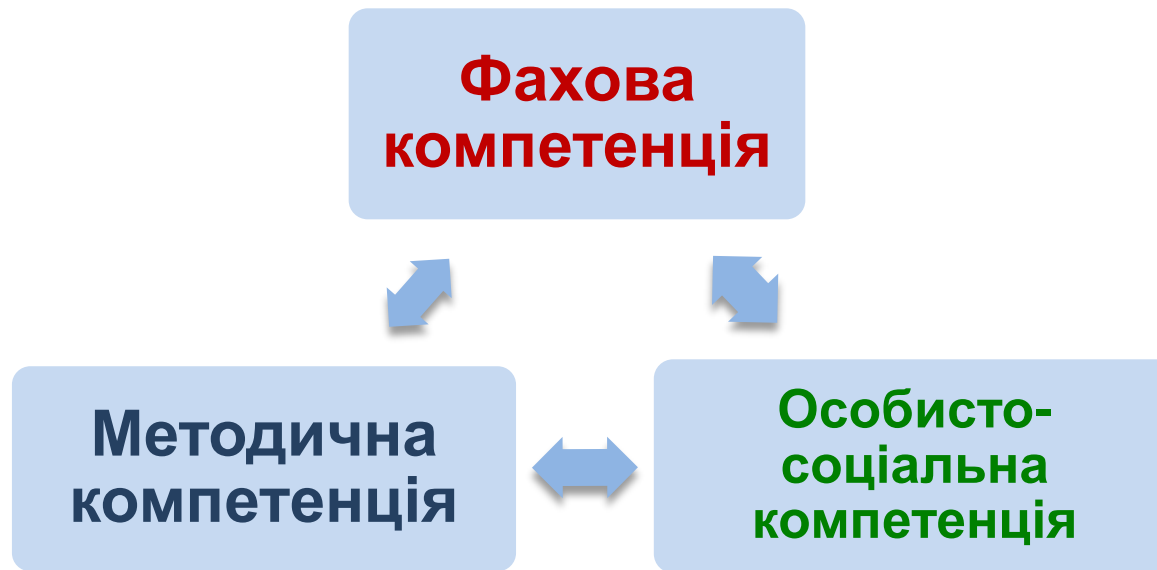 Фахова
компетенція
Методична
компетенція
Особисто-
соціальна
компетенція